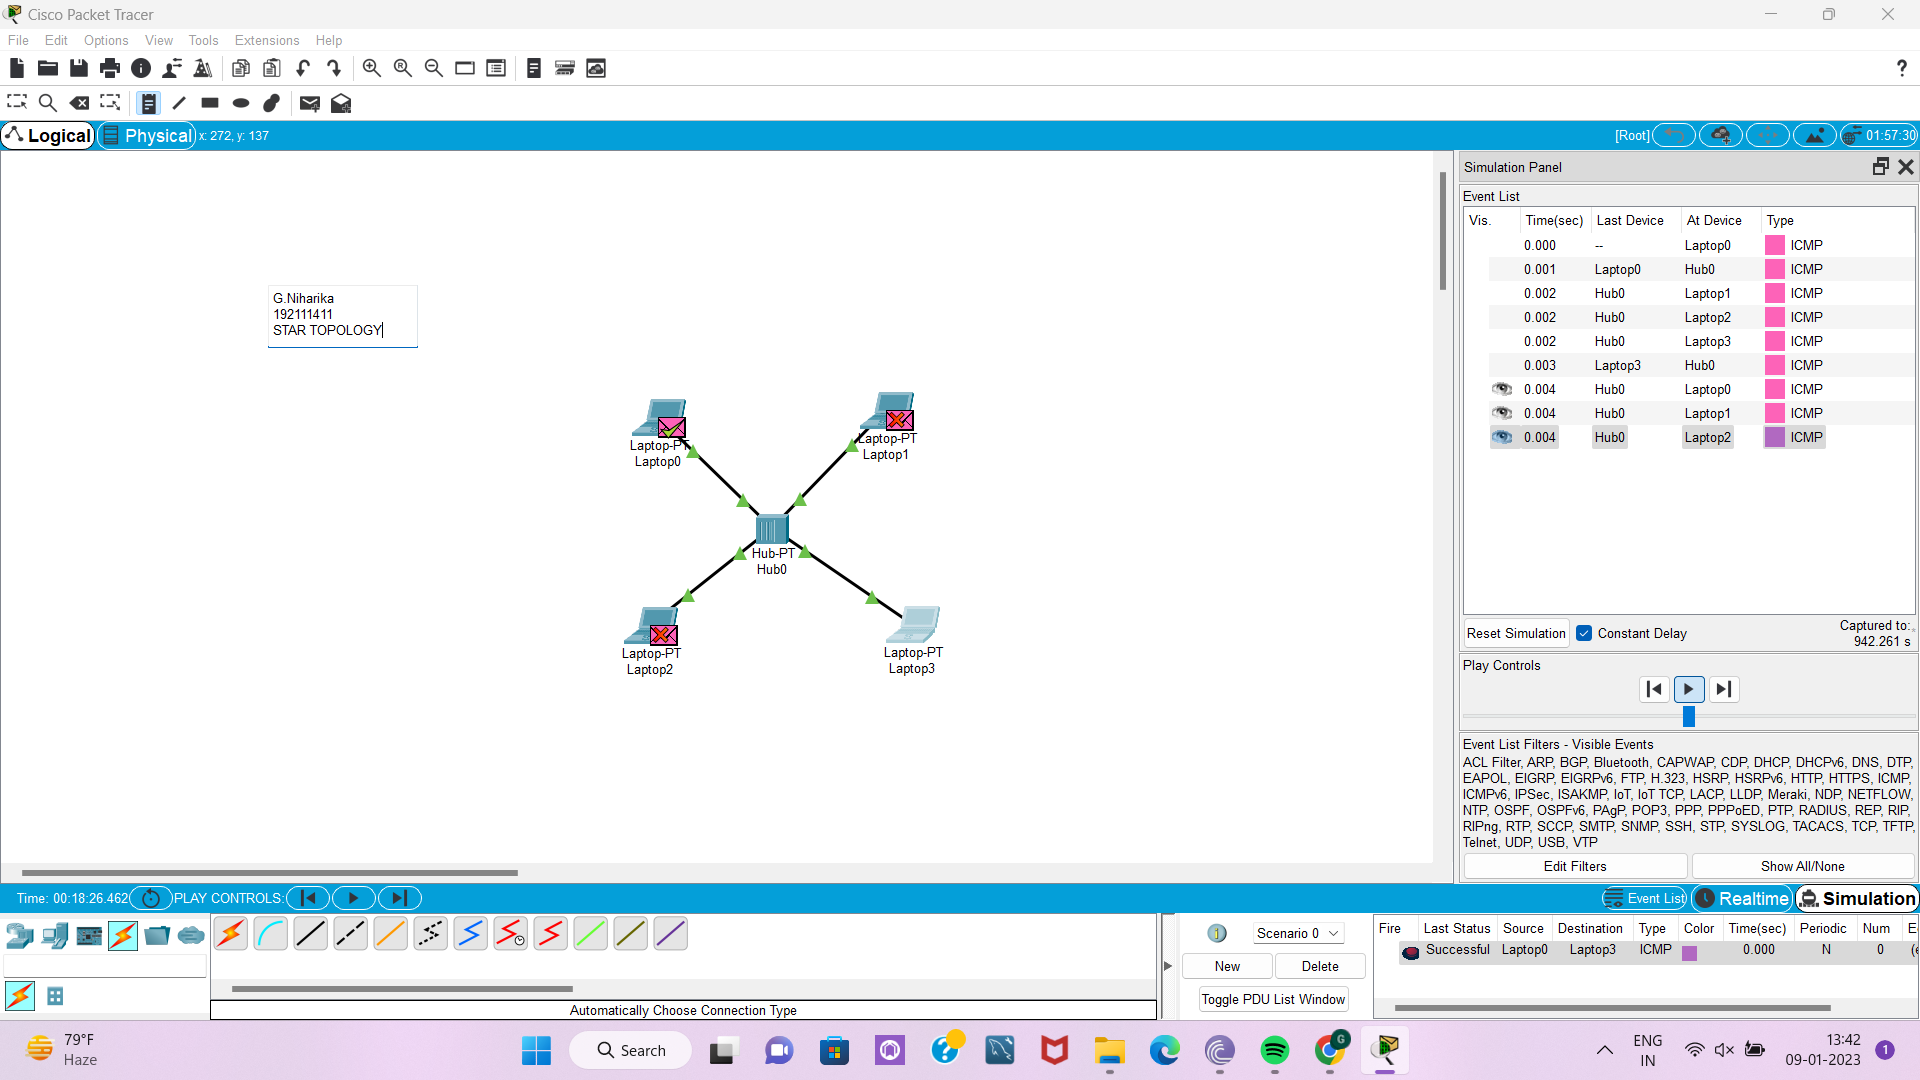 Cisco Packet Tracer
File Edit Options View Tools Extensions Help
?
Logical Physical x: 272, y: 137 [Root] 01:57:30
Simulation Panel
Event List
Vis. Time(sec) Last Device At Device Type
0.000 -- Laptop0 ICMP
0.001 Laptop0 Hub0 ICMP
0.002 Hub0 Laptop1 ICMP
0.002 Hub0 Laptop2 ICMP
0.002 Hub0 Laptop3 ICMP
0.003 Laptop3 Hub0 ICMP
0.004 Hub0 Laptop0 ICMP
0.004 Hub0 Laptop1 ICMP
0.004 Hub0 Laptop2 ICMP
G.Niharika
192111411
STAR TOPOLOGY
Laptop-PT
Laptop0
Laptop-PT
Laptop1
Hub-PT
Hub0
Laptop-PT
Laptop2
Laptop-PT
Laptop3
Reset Simulation Constant Delay Captured to:
942.261 s
Play Controls
Event List Filters - Visible Events
ACL Filter, ARP, BGP, Bluetooth, CAPWAP, CDP, DHCP, DHCPv6, DNS, DTP,
EAPOL, EIGRP, EIGRPv6, FTP, H.323, HSRP, HSRPv6, HTTP, HTTPS, ICMP,
ICMPv6, IPSec, ISAKMP, IoT, IoT TCP, LACP, LLDP, Meraki, NDP, NETFLOW,
NTP, OSPF, OSPFv6, PAgP, POP3, PPP, PPPoED, PTP, RADIUS, REP, RIP,
RIPng, RTP, SCCP, SMTP, SNMP, SSH, STP, SYSLOG, TACACS, TCP, TFTP,
Telnet, UDP, USB, VTP
Edit Filters Show All/None
Time: 00:18:26.462 PLAY CONTROLS: Event List Realtime Simulation
Scenario 0
New Delete
Toggle PDU List Window
Fire Last Status Source Destination Type Color Time(sec) Periodic Num E
Successful Laptop0 Laptop3 ICMP 0.000 N 0 (e
Automatically Choose Connection Type
79°F
Haze
Search
G
ENG
IN
13:42
09-01-2023
1